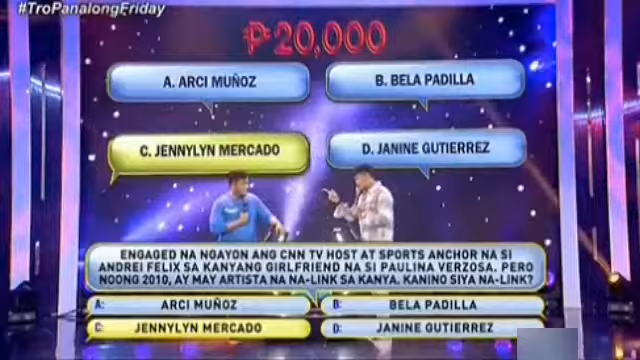 #TroPanalongEriday
₱20,000
A. ARCI MUÑOZ
B. BELA PADILLA
C. JENNYLYN MERCADO
D. JANINE GUTIERREZ
ENGAGED NA NGAYON ANG CNN TV HOST AT SPORTS ANCHOR NA SI
ANDREI FELIX SA KANYANG GIRLFRIEND NA SI PAULINA VERZOSA. PERO
NOONG 2010, AY MAY ARTISTA NA NA-LINK SA KANYA. KANINO SIYA NA-LINK?
A: ARCI MUÑOZ
B: BELA PADILLA
C: JENNYLYN MERCADO
D: JANINE GUTIERREZ